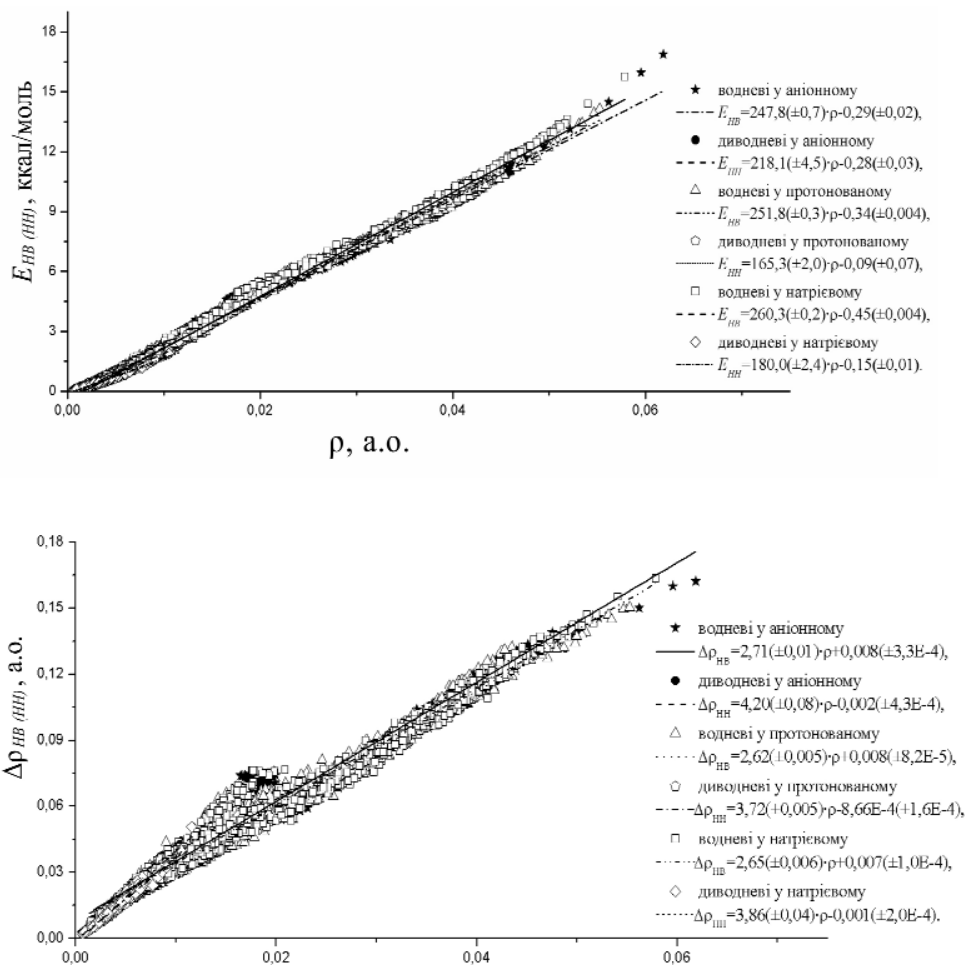 18
15
12
9
6
3
0
E HB (HH), ккал/моль
0,00 0,02 0,04 0,06
ρ, а.о.
водневі у аніонному
E_HB=247,8(±0,7)·ρ-0,29(±0,02),
диводневі у аніонному
E_HH=218,1(±4,5)·ρ-0,28(±0,03),
водневі у протонованому
E_HB=251,8(±0,3)·ρ-0,34(±0,004),
диводневі у протонованому
E_HH=165,3(±2,0)·ρ-0,09(±0,07),
водневі у натрієвому
E_HB=260,3(±0,2)·ρ-0,45(±0,004),
диводневі у натрієвому
E_HH=180,0(±2,4)·ρ-0,15(±0,01).
0,18
0,15
0,12
0,09
0,06
0,03
0,00
Δρ HB (HH), а.о.
0,00 0,02 0,04 0,06
водневі у аніонному
Δρ_HB=2,71(±0,01)·ρ+0,008(±3,3E-4),
диводневі у аніонному
Δρ_HH=4,20(±0,08)·ρ-0,002(±4,3E-4),
водневі у протонованому
Δρ_HB=2,62(±0,005)·ρ+0,008(±8,2E-5),
диводневі у протонованому
Δρ_HH=3,72(±0,005)·ρ-8,66E-4(±1,6E-4),
водневі у натрієвому
Δρ_HB=2,65(±0,006)·ρ+0,007(±1,0E-4),
диводневі у натрієвому
Δρ_HH=3,86(±0,04)·ρ-0,001(±2,0E-4).